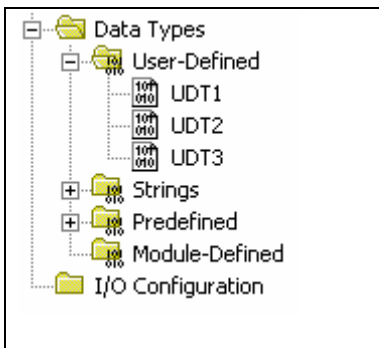 Data Types
User-Defined
UDT1
UDT2
UDT3
Strings
Predefined
Module-Defined
I/O Configuration